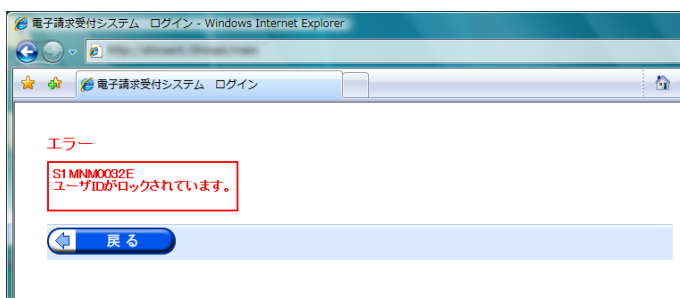 電子請求受付システム　ログイン - Windows Internet Explorer
電子請求受付システム　ログイン
エラー
S1MNM0032E
ユーザIDがロックされています。
戻る